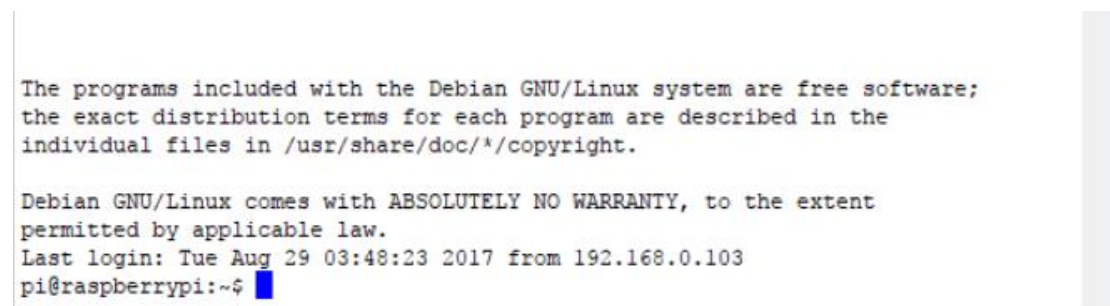 The programs included with the Debian GNU/Linux system are free software;
the exact distribution terms for each program are described in the
individual files in /usr/share/doc/*/copyright.
Debian GNU/Linux comes with ABSOLUTELY NO WARRANTY, to the extent
permitted by applicable law.
Last login: Tue Aug 29 03:48:23 2017 from 192.168.0.103
pi@raspberrypi:~$